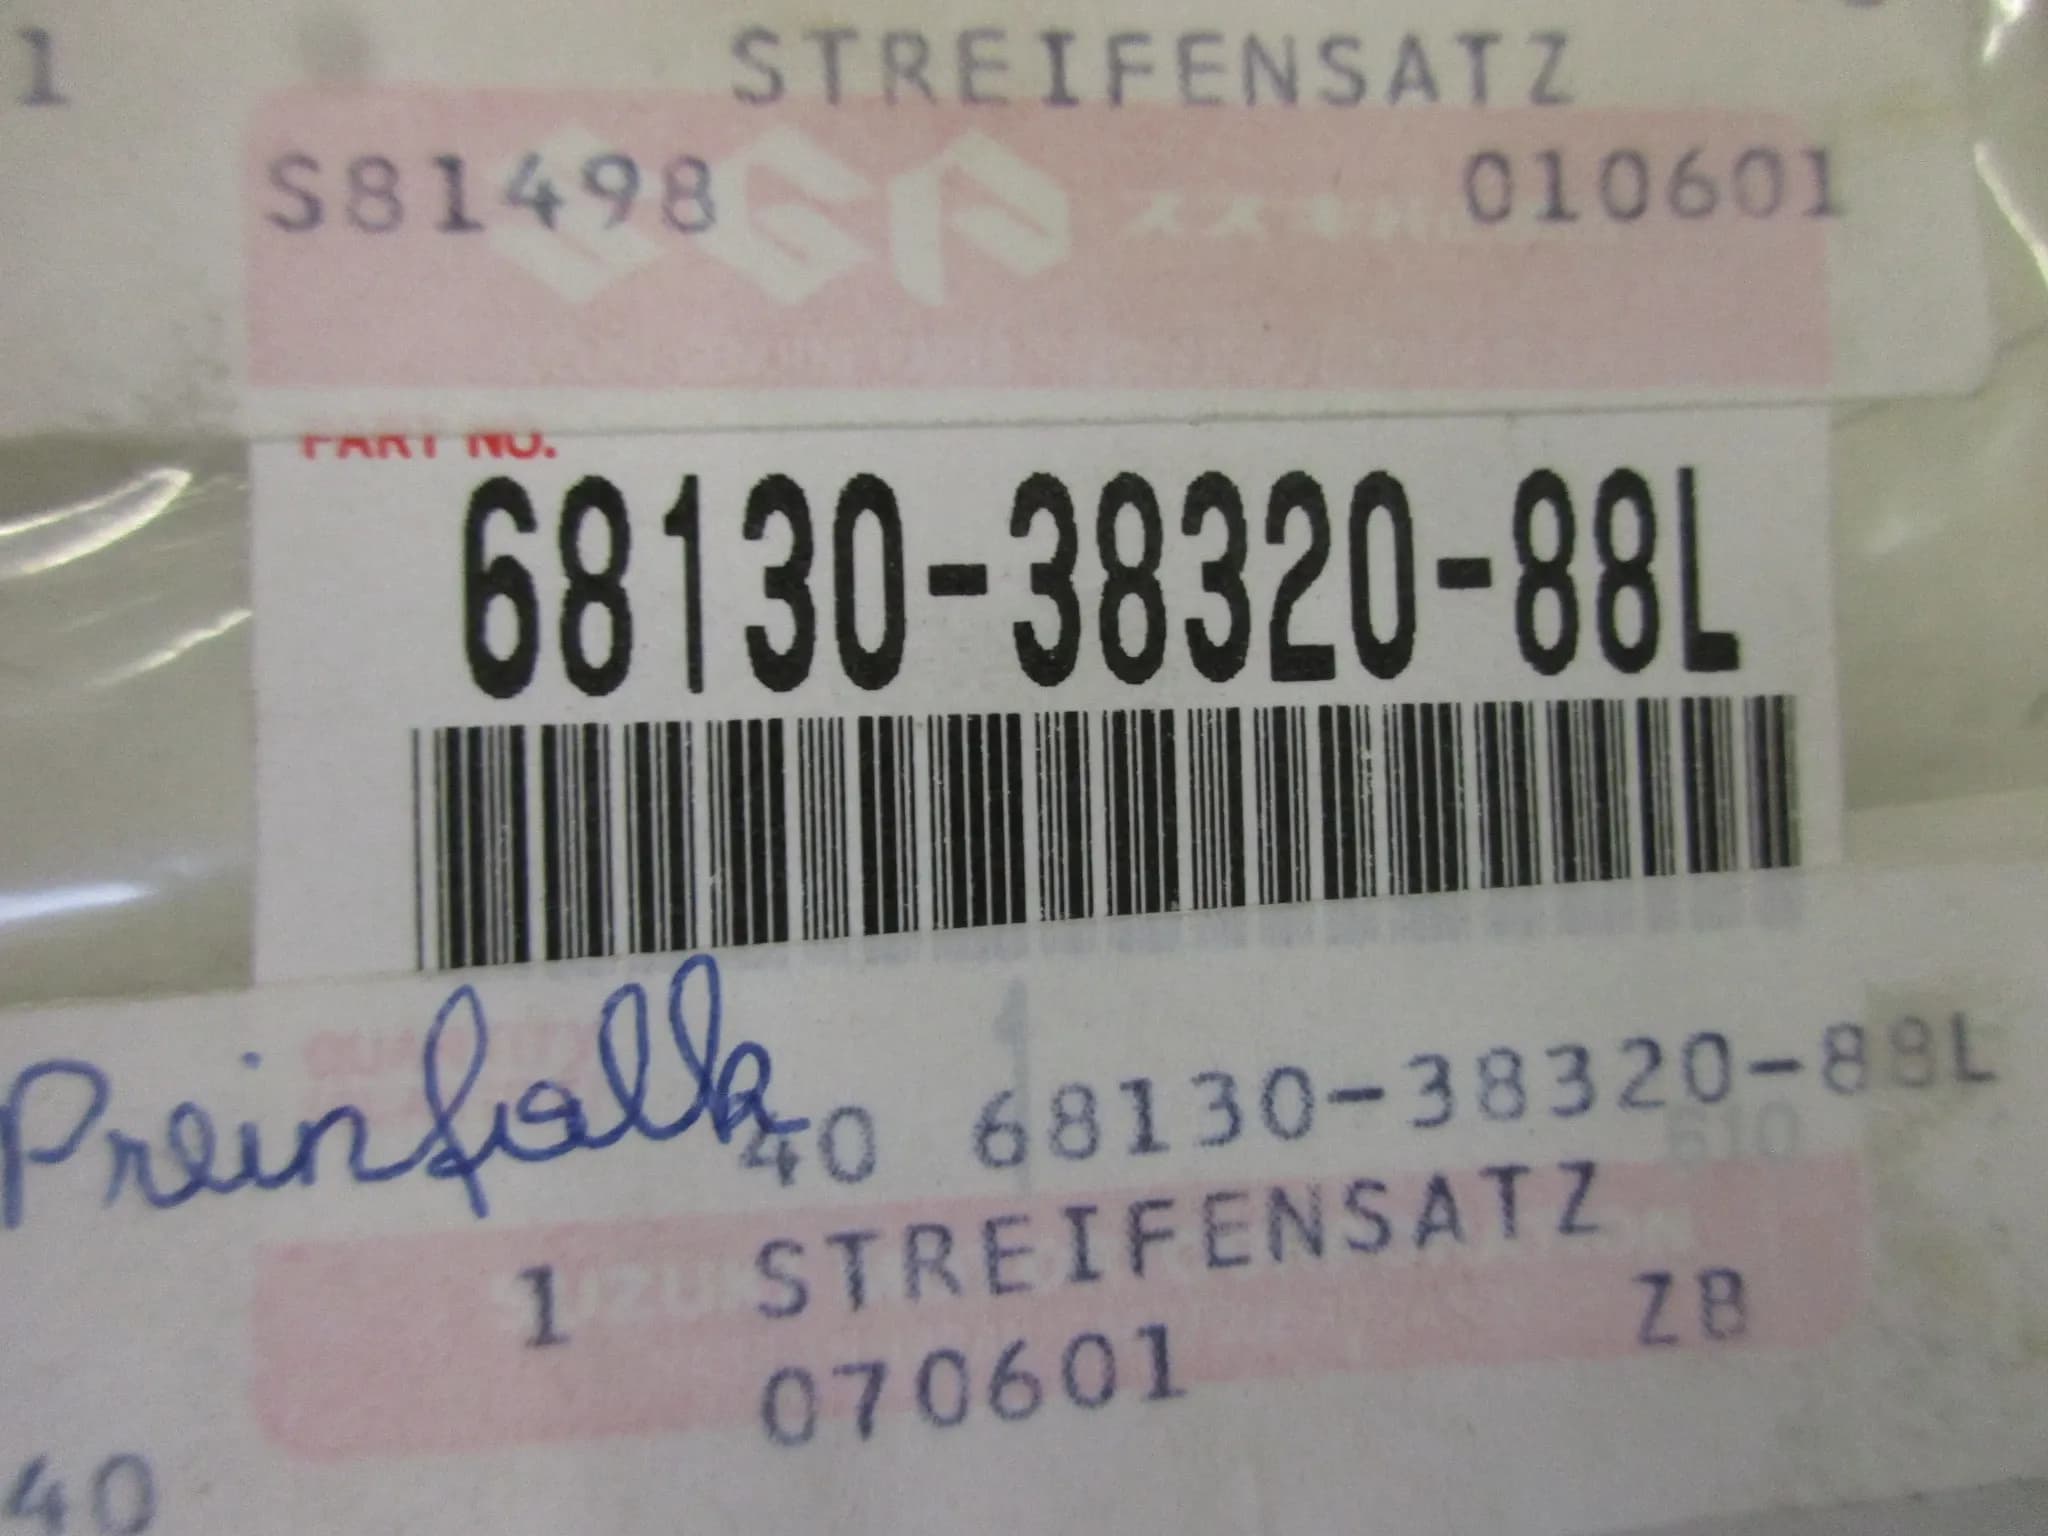 1 STREIFENSATZ
S81498 010601
PART NO.
68130-38320-88L
Preinfalk 40 68130-38320-88L
610
1 STREIFENSATZ
070601 ZB
40